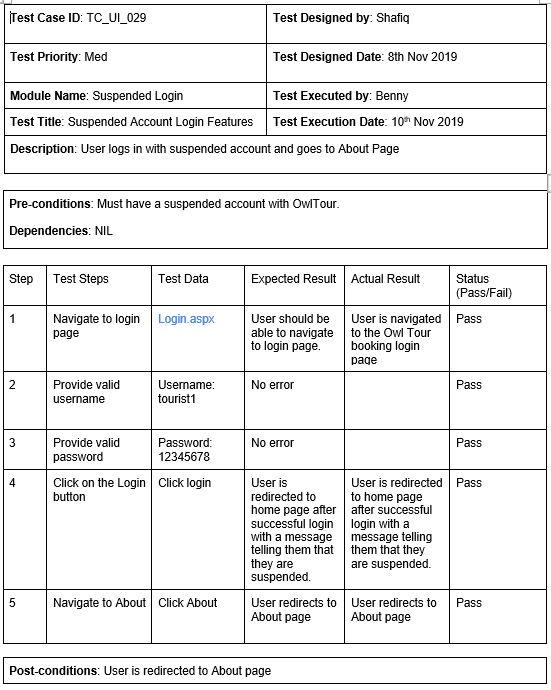 Test Case ID: TC_UI_029
Test Designed by: Shafiq
Test Priority: Med
Test Designed Date: 8th Nov 2019
Module Name: Suspended Login
Test Executed by: Benny
Test Title: Suspended Account Login Features
Test Execution Date: 10th Nov 2019
Description: User logs in with suspended account and goes to About Page
Pre-conditions: Must have a suspended account with OwlTour.
Dependencies: NIL
Step
Test Steps
Test Data
Expected Result
Actual Result
Status
(Pass/Fail)
1
Navigate to login
page
Login.aspx
User should be
able to navigate
to login page.
User is navigated
to the Owl Tour
booking login
page
Pass
2
Provide valid
username
Username:
tourist1
No error
Pass
3
Provide valid
password
Password:
12345678
No error
Pass
4
Click on the Login
button
Click login
User is
redirected to
home page after
successful login
with a message
telling them that
they are
suspended.
User is redirected
to home page
after successful
login with a
message telling
them that they
are suspended.
Pass
5
Navigate to About
Click About
User redirects to
About page
User redirects to
About page
Pass
Post-conditions: User is redirected to About page